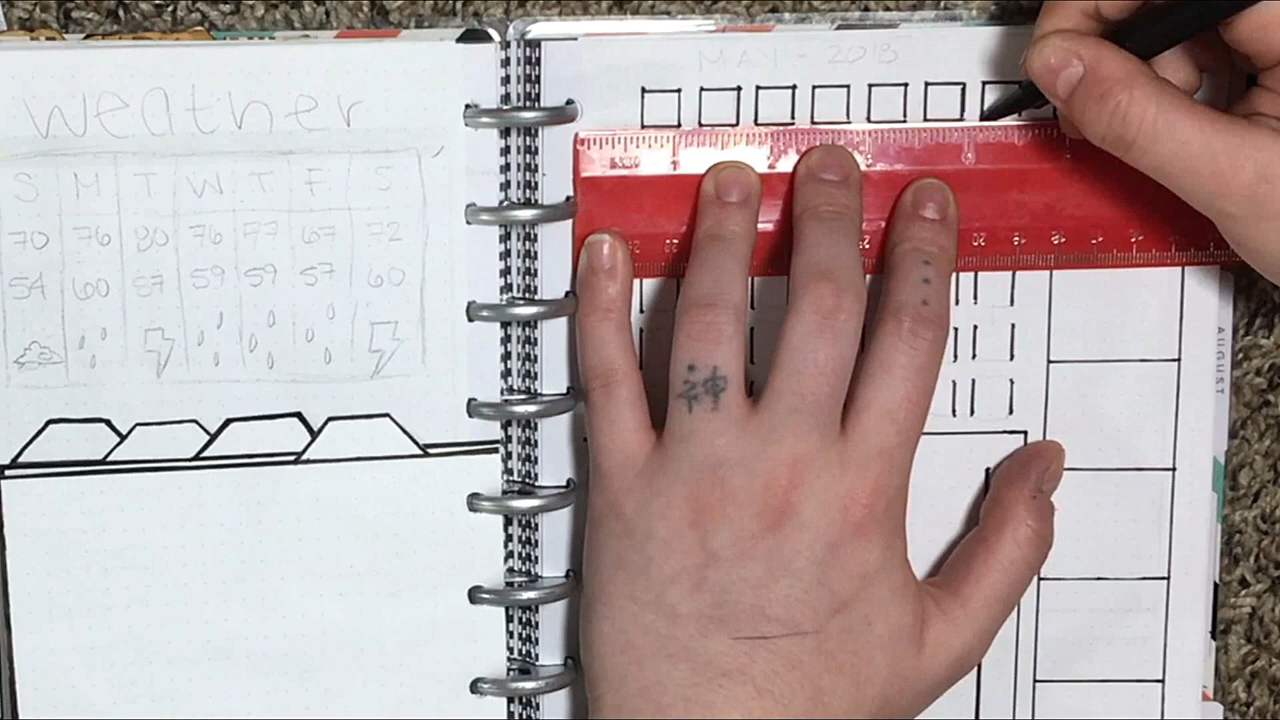 weather
S M T W T F S
70 76 80 76 77 67 72
54 60 57 59 59 57 60
MAY - 2018
神
AUGUST